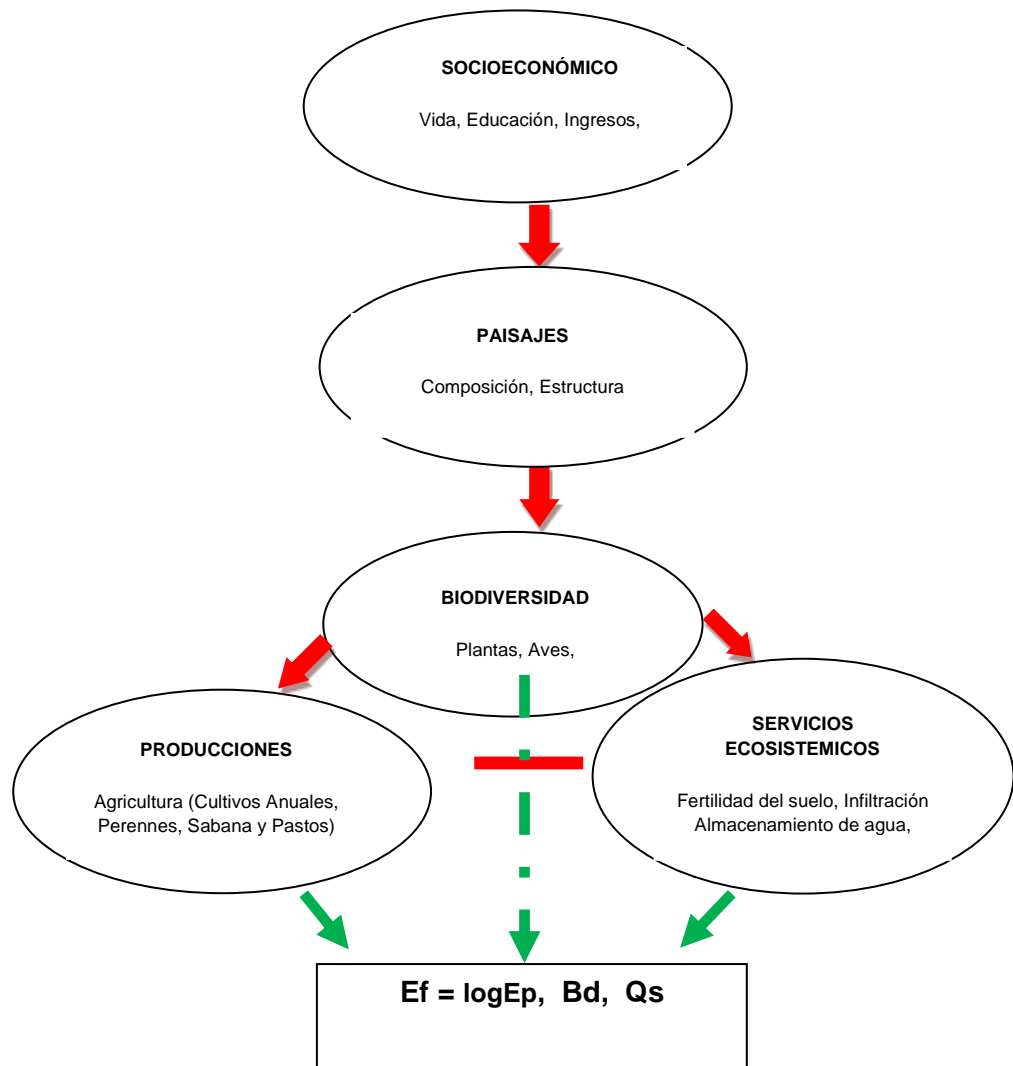 SOCIOECONÓMICO
Vida, Educación, Ingresos,
PAISAJES
Composición, Estructura
BIODIVERSIDAD
Plantas, Aves,
PRODUCCIONES
Agricultura (Cultivos Anuales,
Perennes, Sabana y Pastos)
SERVICIOS
ECOSISTEMICOS
Fertilidad del suelo, Infiltración
Almacenamiento de agua,
Ef = logEp, Bd, Qs